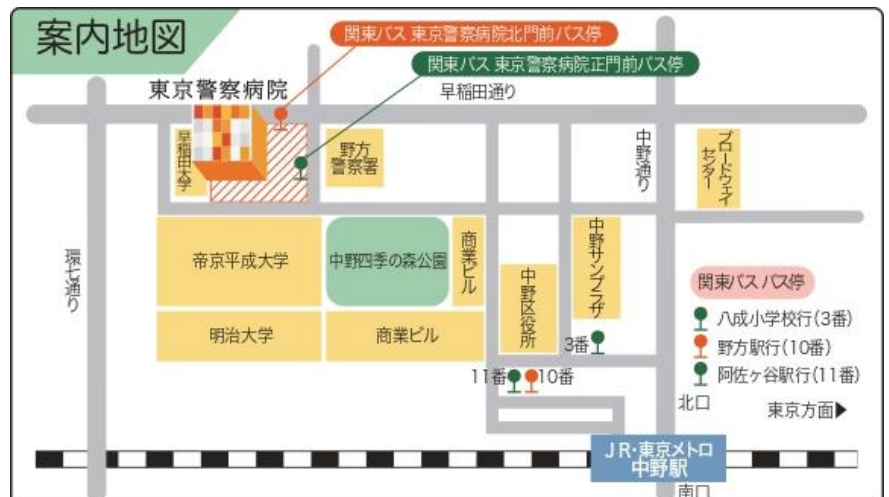 案内地図
関東バス 東京警察病院北門前バス停
関東バス 東京警察病院正門前バス停
東京警察病院
早稲田通り
早稲田大学
野方
警察署
中野通り
ブロードウェイ
センター
環七通り
帝京平成大学
中野四季の森公園
商業ビル
中野サンプラザ
中野区役所
明治大学
商業ビル
3番
11番
10番
関東バス バス停
八成小学校行(3番)
野方駅行(10番)
阿佐ヶ谷駅行(11番)
北口
東京方面▶
JR・東京メトロ
中野駅
南口